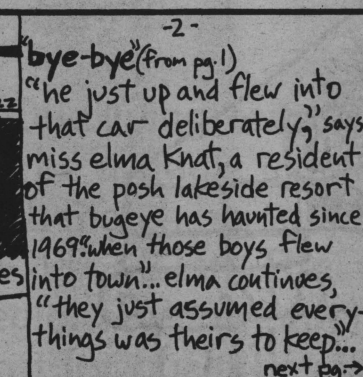 -2-
"bye-bye" (from pg. 1)
"he just up and flew into
that car deliberately," says
miss elma Knat, a resident
of the posh lakeside resort
that bugeye has haunted since
1969. "when those boys flew
into town"... elma continues,
es
"they just assumed every-
things was theirs to keep"...
next pg.→